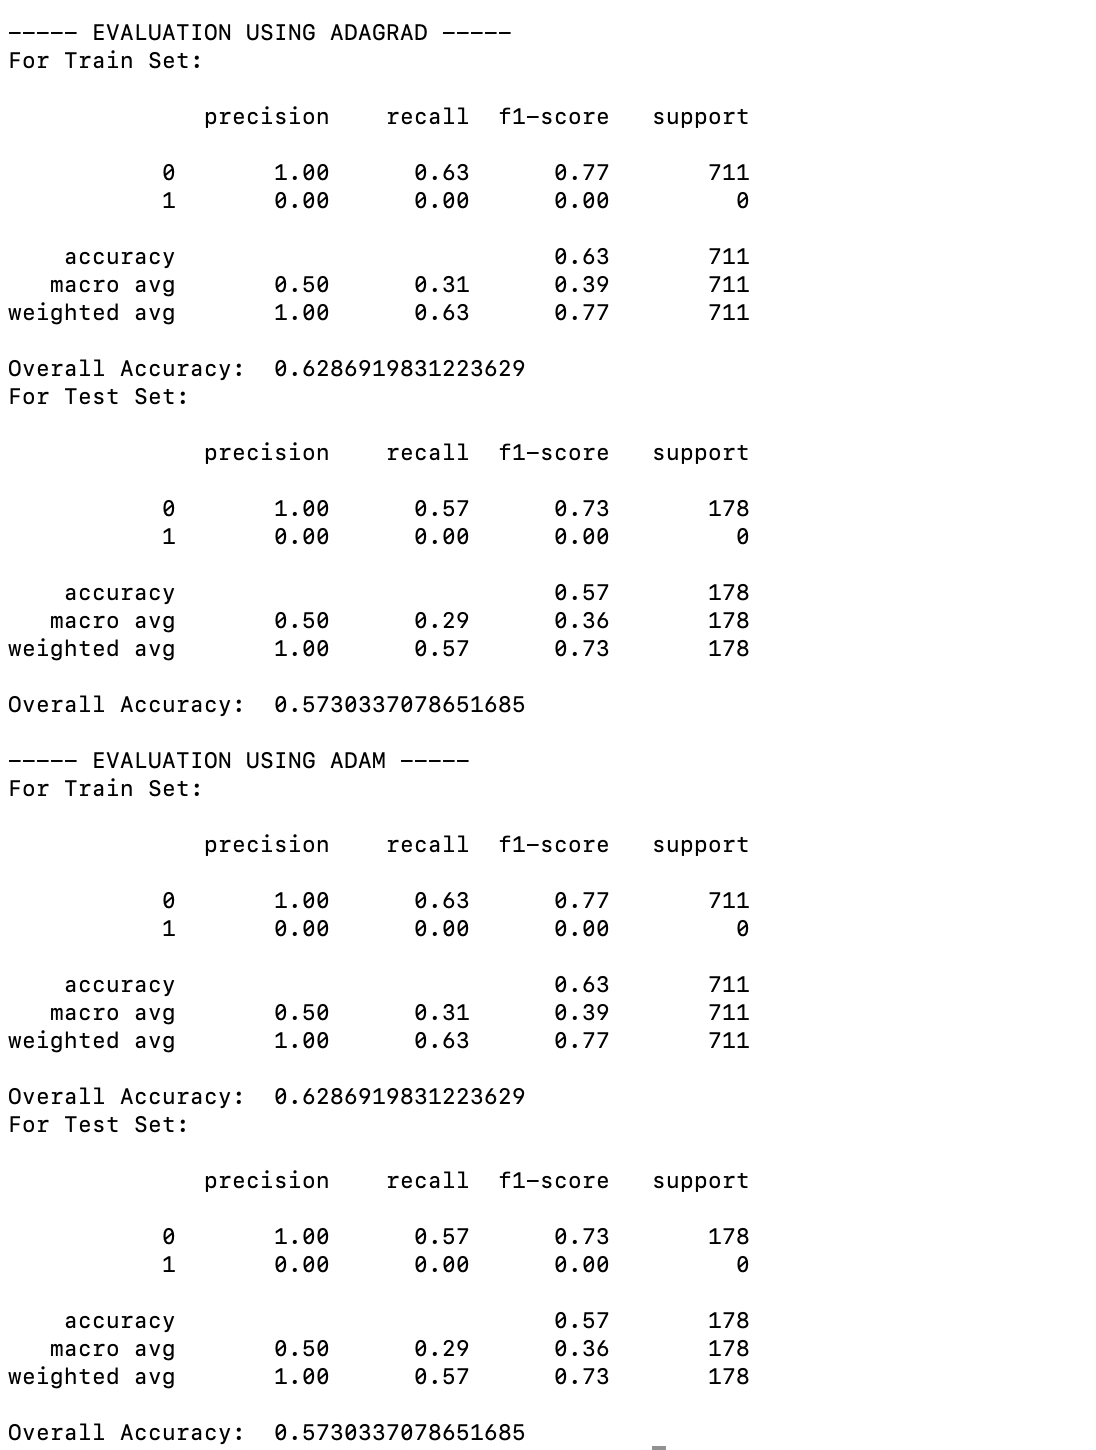 ----- EVALUATION USING ADAGRAD -----
For Train Set:
precision recall f1-score support
0 1.00 0.63 0.77 711
1 0.00 0.00 0.00 0
accuracy 0.63 711
macro avg 0.50 0.31 0.39 711
weighted avg 1.00 0.63 0.77 711
Overall Accuracy: 0.6286919831223629
For Test Set:
precision recall f1-score support
0 1.00 0.57 0.73 178
1 0.00 0.00 0.00 0
accuracy 0.57 178
macro avg 0.50 0.29 0.36 178
weighted avg 1.00 0.57 0.73 178
Overall Accuracy: 0.5730337078651685
----- EVALUATION USING ADAM -----
For Train Set:
precision recall f1-score support
0 1.00 0.63 0.77 711
1 0.00 0.00 0.00 0
accuracy 0.63 711
macro avg 0.50 0.31 0.39 711
weighted avg 1.00 0.63 0.77 711
Overall Accuracy: 0.6286919831223629
For Test Set:
precision recall f1-score support
0 1.00 0.57 0.73 178
1 0.00 0.00 0.00 0
accuracy 0.57 178
macro avg 0.50 0.29 0.36 178
weighted avg 1.00 0.57 0.73 178
Overall Accuracy: 0.5730337078651685